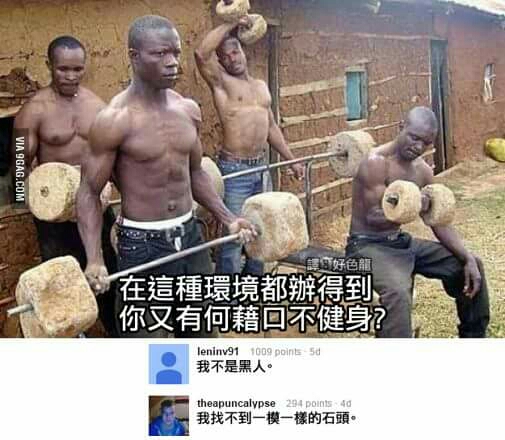 VIA 9GAG.COM
譯 好色龍
在這種環境都辦得到
你又有何藉口不健身?
leninv91 1009 points · 5d
我不是黑人。
theapuncalypse 294 points · 4d
我找不到一模一樣的石頭。